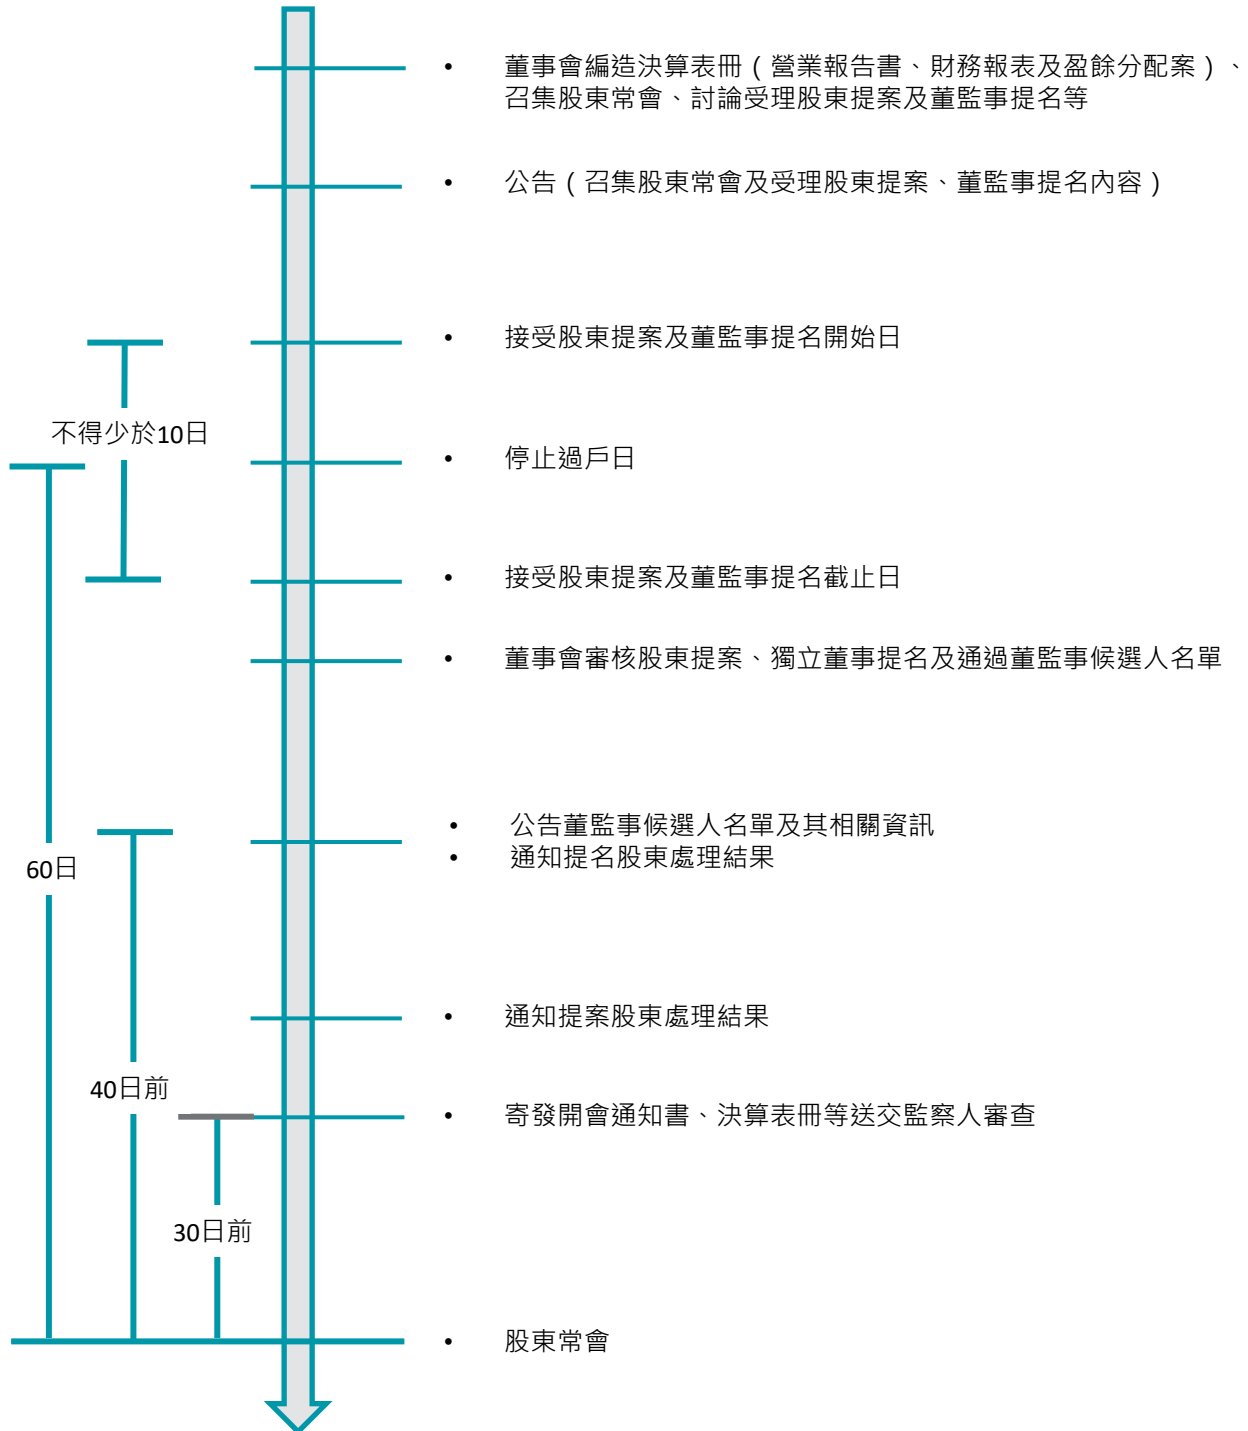 董事會編造決算表冊（營業報告書、財務報表及盈餘分配案）、
召集股東常會、討論受理股東提案及董監事提名等
公告（召集股東常會及受理股東提案、董監事提名內容）
接受股東提案及董監事提名開始日
不得少於10日
停止過戶日
接受股東提案及董監事提名截止日
董事會審核股東提案、獨立董事提名及通過董監事候選人名單
公告董監事候選人名單及其相關資訊
通知提名股東處理結果
60日
通知提案股東處理結果
40日前
寄發開會通知書、決算表冊等送交監察人審查
30日前
股東常會